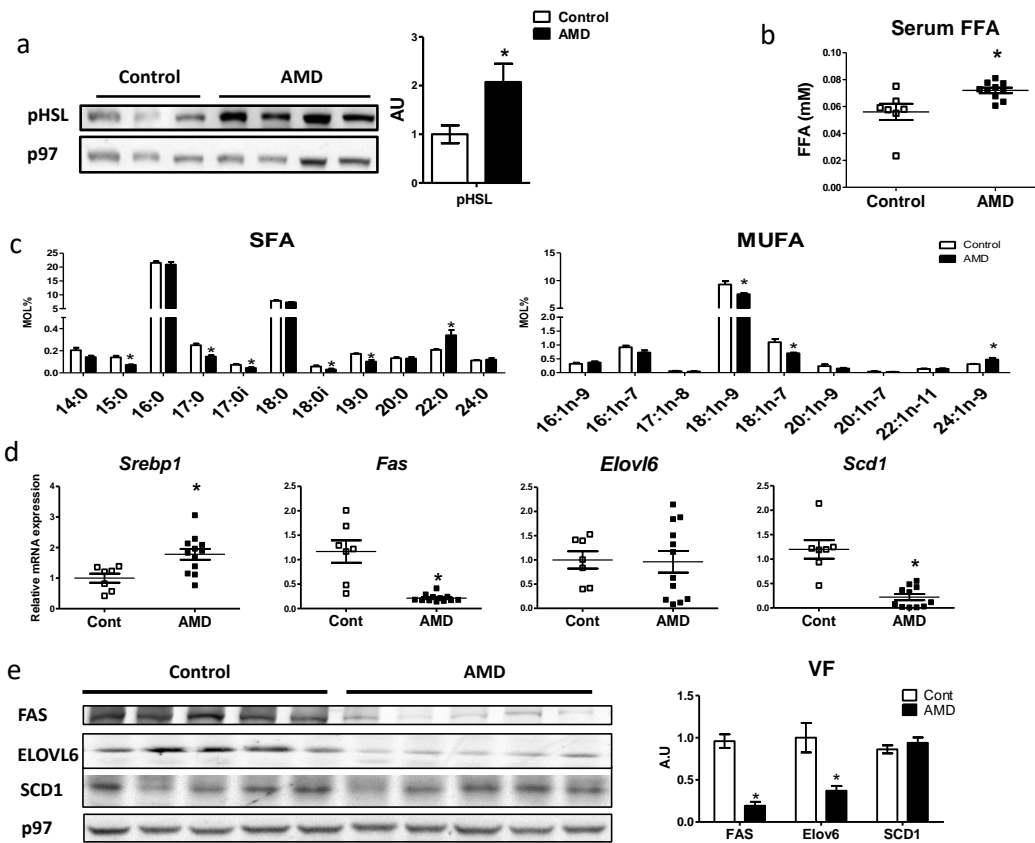 a
Control AMD
pHSL
p97
Control
AMD
AU
3
2
1
0
*
pHSL
b
Serum FFA
*
FFA (mM)
0.10
0.08
0.06
0.04
0.02
0.00
Control AMD
c
SFA
MOL%
25
20
15
10
5
0.4
0.2
0.0
* * * * * *
14:0 15:0 16:0 17:0 17:0i 18:0 18:0i 19:0 20:0 22:0 24:0
MUFA
Control
AMD
MOL%
15
10
5
2.0
1.5
1.0
0.5
0.0
* * *
16:1n-9 16:1n-7 17:1n-8 18:1n-9 18:1n-7 20:1n-9 20:1n-7 22:1n-11 24:1n-9
d
Srebp1
*
Relative mRNA expression
4
3
2
1
0
Cont AMD
Fas
2.5
2.0
1.5
1.0
0.5
0.0
*
Cont AMD
Elovl6
2.5
2.0
1.5
1.0
0.5
0.0
Cont AMD
Scd1
2.5
2.0
1.5
1.0
0.5
0.0
*
Cont AMD
e
Control AMD
FAS
ELOVL6
SCD1
p97
VF
Cont
AMD
A.U
1.5
1.0
0.5
0.0
* *
FAS Elov6 SCD1